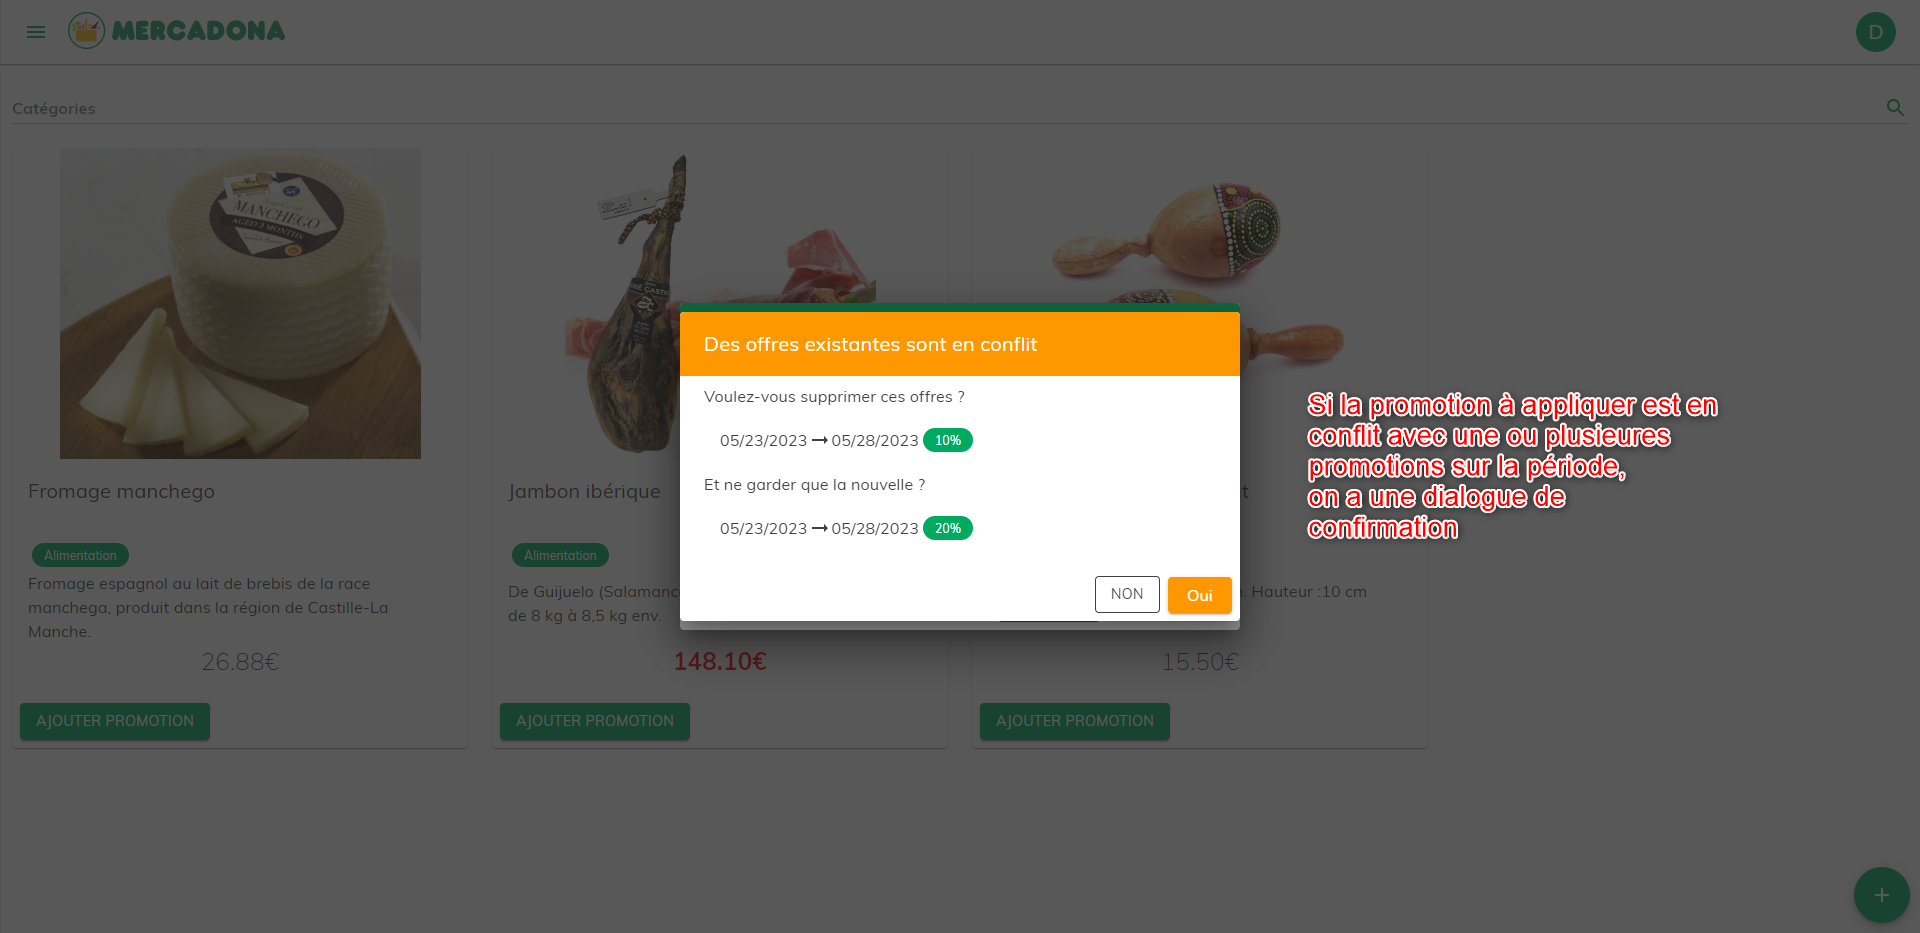 MERCADONA
D
Catégories
MANCHEGO
AGED 3 MONTHS
Des offres existantes sont en conflit
Voulez-vous supprimer ces offres ?
05/23/2023 → 05/28/2023 10%
Et ne garder que la nouvelle ?
05/23/2023 → 05/28/2023 20%
NON
Oui
Si la promotion à appliquer est en
conflit avec une ou plusieures
promotions sur la période,
on a une dialogue de
confirmation
Fromage manchego
Alimentation
Fromage espagnol au lait de brebis de la race
manchega, produit dans la région de Castille-La
Manche.
26.88€
AJOUTER PROMOTION
Jambon ibérique
Alimentation
De Guijuelo (Salamanc
de 8 kg à 8,5 kg env.
148.10€
AJOUTER PROMOTION
t
. Hauteur :10 cm
15.50€
AJOUTER PROMOTION
+